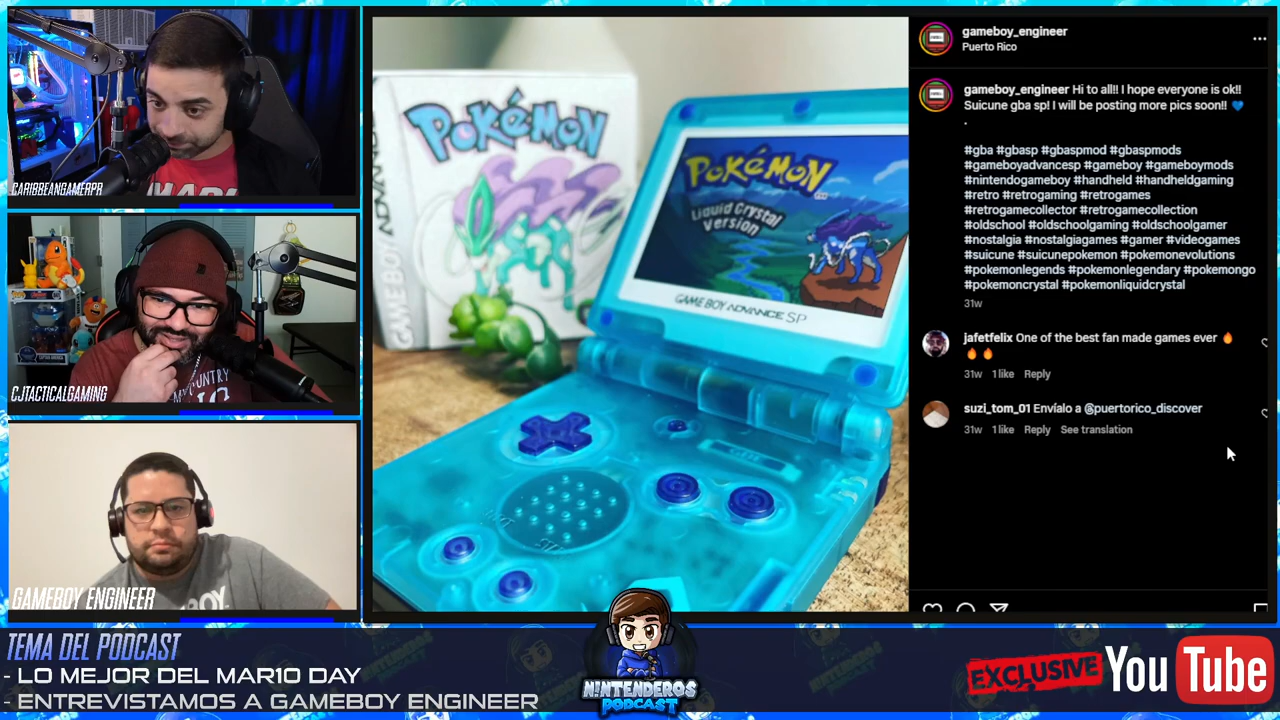 CARIBBEANGAMERPR
CJTACTICALGAMING
MY COUNTRY
GAMEBOY ENGINEER
POKéMON
GAMEBOY ADVANCE
POKéMON
Liquid Crystal
Version
GAME BOY ADVANCE SP
gameboy_engineer
Puerto Rico
gameboy_engineer Hi to all!! I hope everyone is ok!!
Suicune gba sp! I will be posting more pics soon!! 💙
.
#gba #gbasp #gbaspmod #gbaspmods
#gameboyadvancesp #gameboy #gameboymods
#nintendogameboy #handheld #handheldgaming
#retro #retrogaming #retrogames
#retrogamecollector #retrogamecollection
#oldschool #oldschoolgaming #oldschoolgamer
#nostalgia #nostalgiagames #gamer #videogames
#suicune #suicunepokemon #pokemonevolutions
#pokemonlegends #pokemonlegendary #pokemongo
#pokemoncrystal #pokemonliquidcrystal
31w
jafetfelix One of the best fan made games ever 🔥
🔥 🔥
31w 1 like Reply
suzi_tom_01 Envíalo a @puertorico_discover
31w 1 like Reply See translation
TEMA DEL PODCAST
- LO MEJOR DEL MAR10 DAY
- ENTREVISTAMOS A GAMEBOY ENGINEER
NINTENDEROS
PODCAST
EXCLUSIVE
YouTube